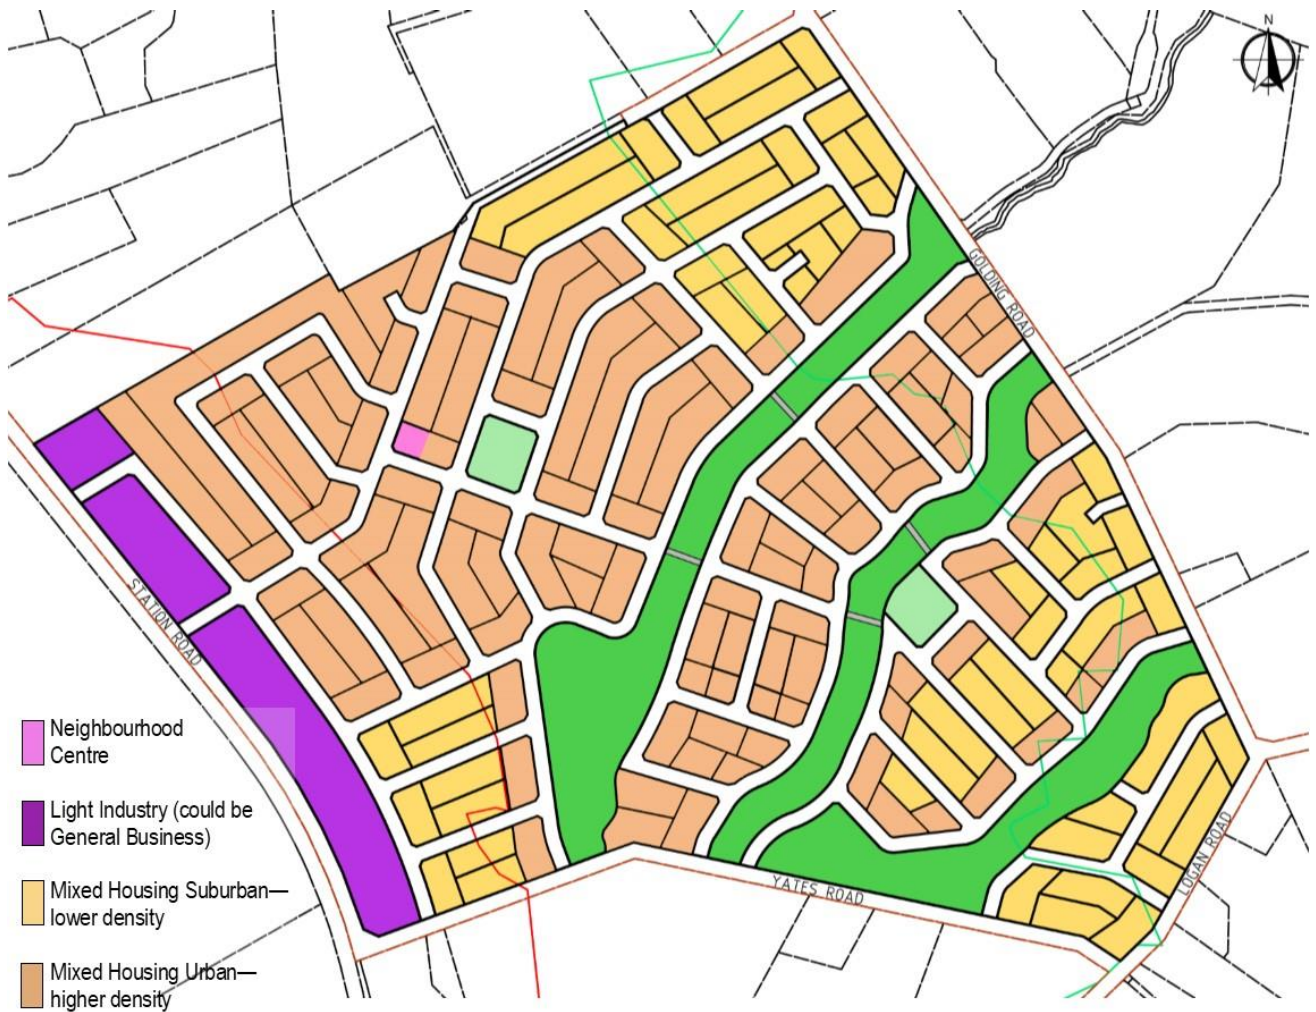 N
GOLDING ROAD
STATION ROAD
Neighbourhood
Centre
Light Industry (could be
General Business)
Mixed Housing Suburban—
lower density
Mixed Housing Urban—
higher density
YATES ROAD
LOGAN ROAD